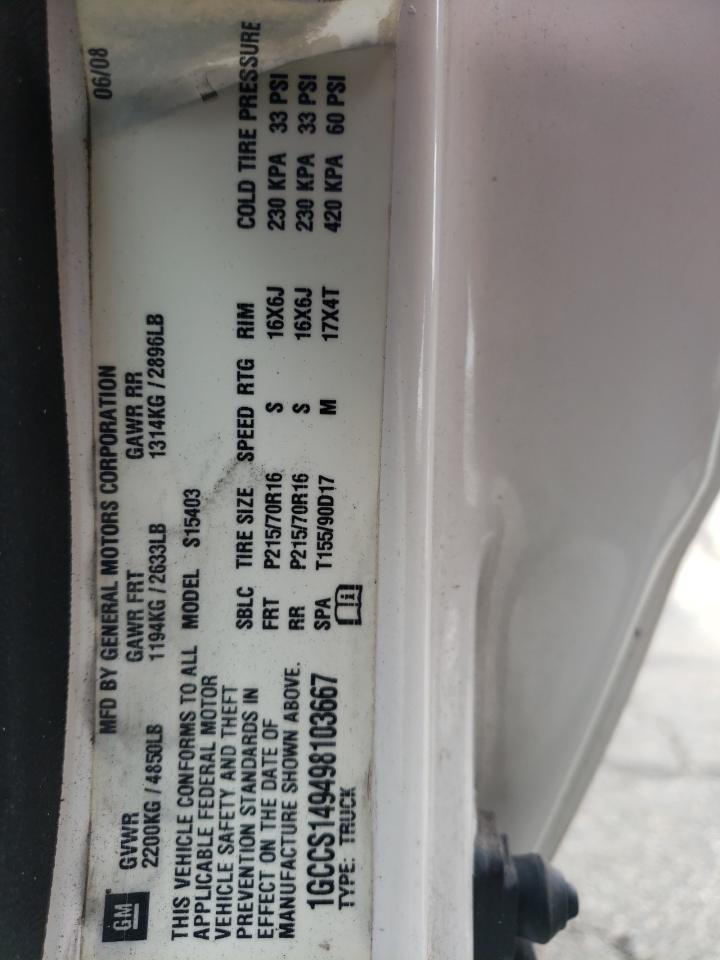 GM
MFD BY GENERAL MOTORS CORPORATION 06/08
GVWR GAWR FRT GAWR RR
2200KG / 4850LB 1194KG / 2633LB 1314KG / 2896LB
THIS VEHICLE CONFORMS TO ALL
APPLICABLE FEDERAL MOTOR
VEHICLE SAFETY AND THEFT
PREVENTION STANDARDS IN
EFFECT ON THE DATE OF
MANUFACTURE SHOWN ABOVE.
1GCCS149498103667
TYPE: TRUCK
MODEL S15403
SBLC TIRE SIZE SPEED RTG RIM COLD TIRE PRESSURE
FRT P215/70R16 S 16X6J 230 KPA 33 PSI
RR P215/70R16 S 16X6J 230 KPA 33 PSI
SPA T155/90D17 M 17X4T 420 KPA 60 PSI